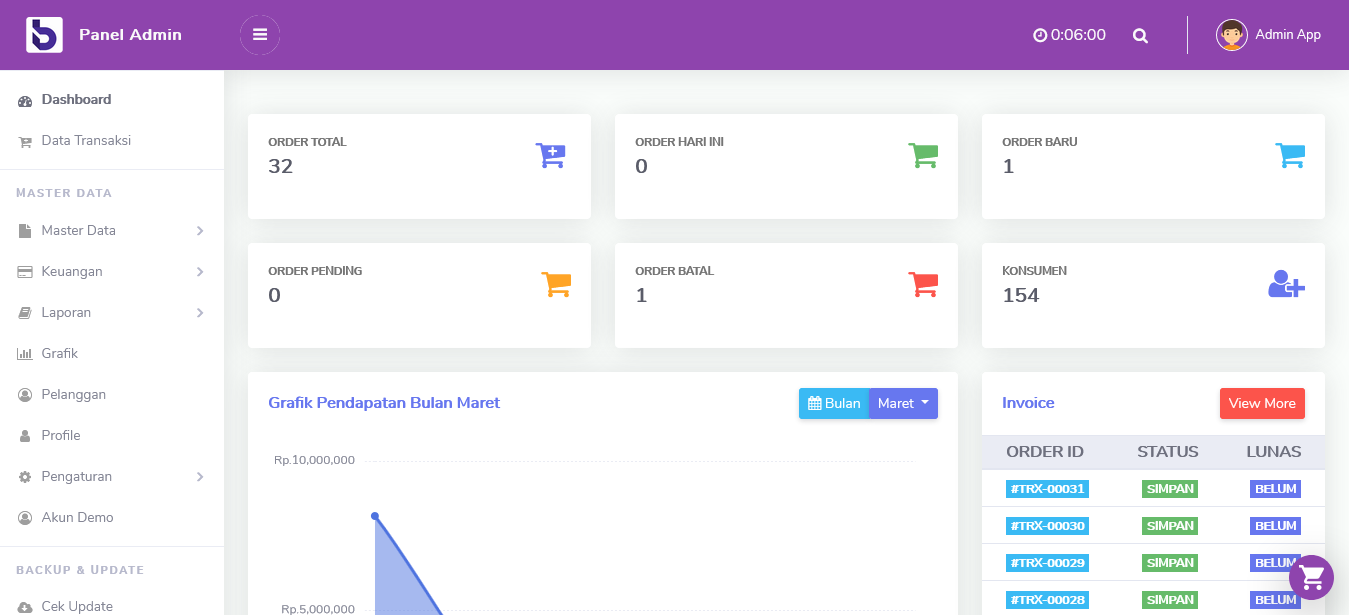 Panel Admin
0:06:00
Admin App
Dashboard
Data Transaksi
MASTER DATA
Master Data
Keuangan
Laporan
Grafik
Pelanggan
Profile
Pengaturan
Akun Demo
BACKUP & UPDATE
Cek Update
ORDER TOTAL
32
ORDER HARI INI
0
ORDER BARU
1
ORDER PENDING
0
ORDER BATAL
1
KONSUMEN
154
Grafik Pendapatan Bulan Maret
Bulan Maret
Rp.10,000,000
Rp.5,000,000
Invoice
View More
ORDER ID STATUS LUNAS
#TRX-00031 SIMPAN BELUM
#TRX-00030 SIMPAN BELUM
#TRX-00029 SIMPAN BELUM
#TRX-00028 SIMPAN BELUM